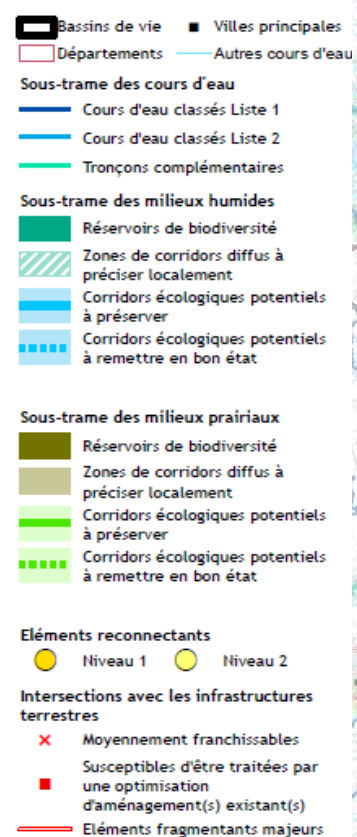 Bassins de vie Villes principales
Départements Autres cours d'eau
Sous-trame des cours d'eau
Cours d'eau classés Liste 1
Cours d'eau classés Liste 2
Tronçons complémentaires
Sous-trame des milieux humides
Réservoirs de biodiversité
Zones de corridors diffus à
préciser localement
Corridors écologiques potentiels
à préserver
Corridors écologiques potentiels
à remettre en bon état
Sous-trame des milieux prairiaux
Réservoirs de biodiversité
Zones de corridors diffus à
préciser localement
Corridors écologiques potentiels
à préserver
Corridors écologiques potentiels
à remettre en bon état
Eléments reconnectants
Niveau 1 Niveau 2
Intersections avec les infrastructures
terrestres
Moyennement franchissables
Susceptibles d'être traitées par
une optimisation
d'aménagement(s) existant(s)
Eléments fragmentants majeurs